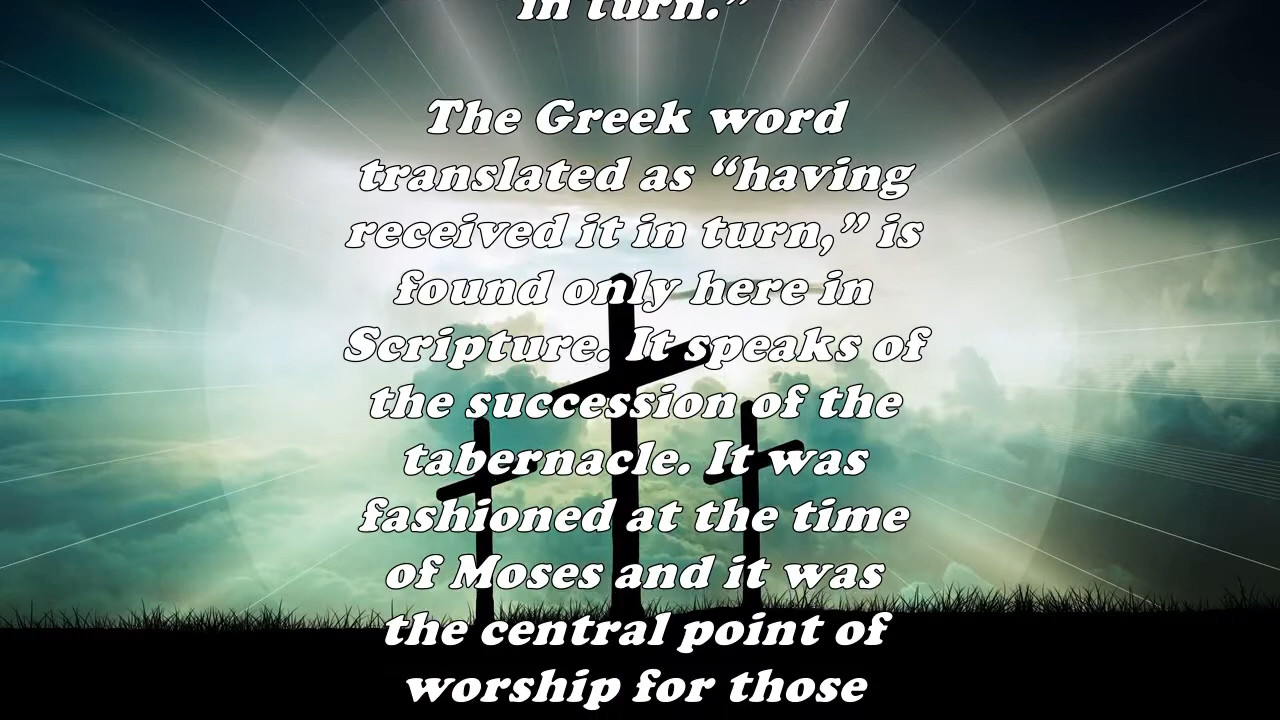 in turn.”
The Greek word
translated as “having
received it in turn,” is
found only here in
Scripture. It speaks of
the succession of the
tabernacle. It was
fashioned at the time
of Moses and it was
the central point of
worship for those